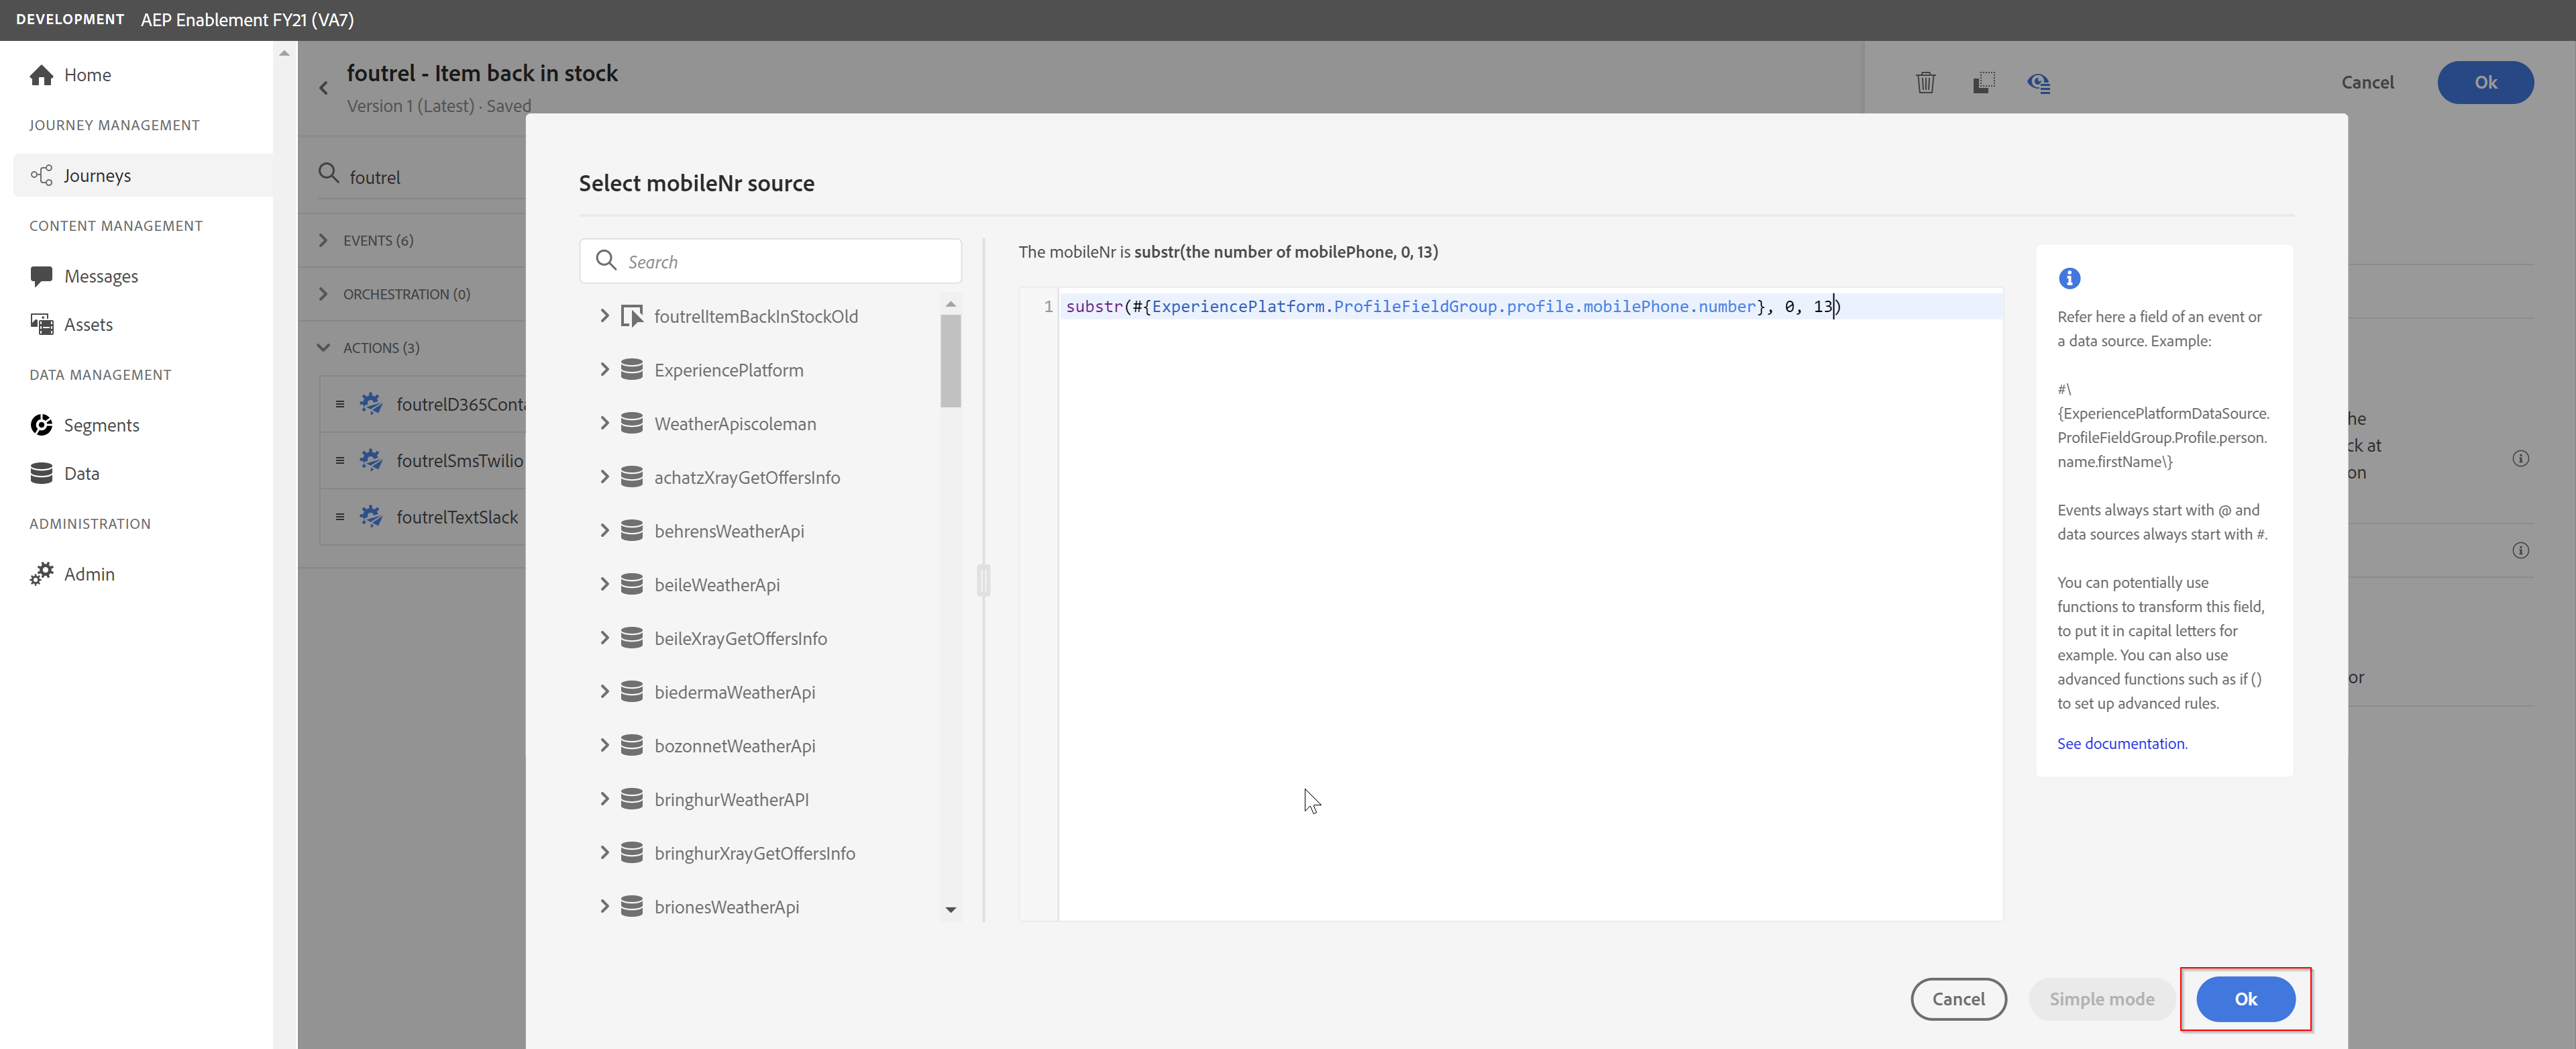 DEVELOPMENT AEP Enablement FY21 (VA7)
Home
JOURNEY MANAGEMENT
Journeys
CONTENT MANAGEMENT
Messages
Assets
DATA MANAGEMENT
Segments
Data
ADMINISTRATION
Admin
foutrel - Item back in stock
Version 1 (Latest) · Saved
foutrel
EVENTS (6)
ORCHESTRATION (0)
ACTIONS (3)
foutrelD365Conta
foutrelSmsTwilio
foutrelTextSlack
Cancel
Ok
Select mobileNr source
Search
foutrelItemBackInStockOld
ExperiencePlatform
WeatherApiscoleman
achatzXrayGetOffersInfo
behrensWeatherApi
beileWeatherApi
beileXrayGetOffersInfo
biedermaWeatherApi
bozonnetWeatherApi
bringhurWeatherAPI
bringhurXrayGetOffersInfo
brionesWeatherApi
The mobileNr is substr(the number of mobilePhone, 0, 13)
1 substr(#{ExperiencePlatform.ProfileFieldGroup.profile.mobilePhone.number}, 0, 13)
Refer here a field of an event or
a data source. Example:
#\
{ExperiencePlatformDataSource.
ProfileFieldGroup.Profile.person.
name.firstName\}
Events always start with @ and
data sources always start with #.
You can potentially use
functions to transform this field,
to put it in capital letters for
example. You can also use
advanced functions such as if ()
to set up advanced rules.
See documentation.
he
ck at
on
or
Cancel
Simple mode
Ok